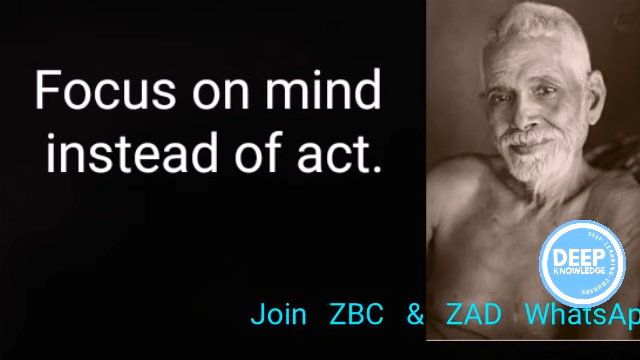 Focus on mind
instead of act.
DEEP
KNOWLEDGE
Join ZBC & ZAD WhatsAp